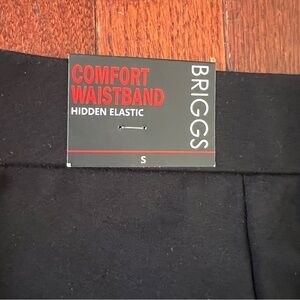 COMFORT
WAISTBAND
HIDDEN ELASTIC
BRIGGS
S